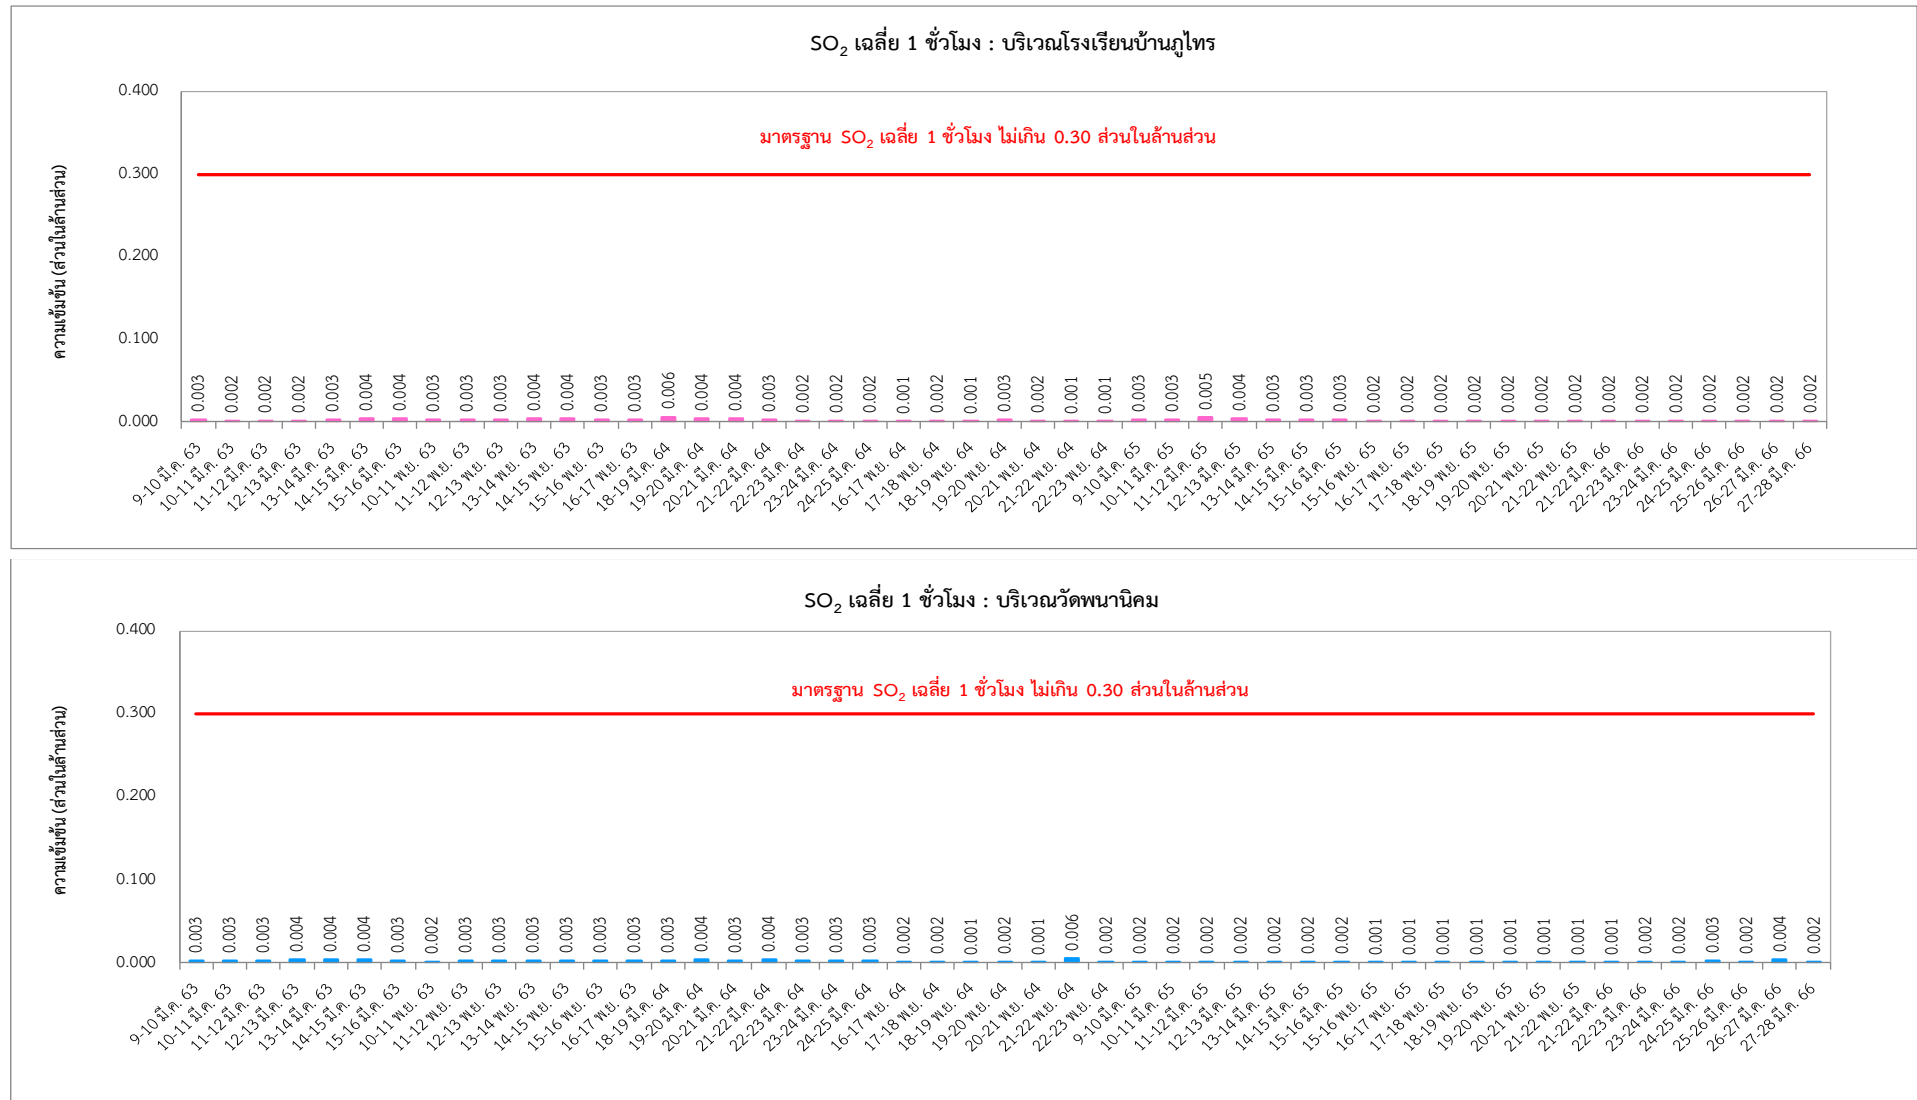 SO2 เฉลี่ย 1 ชั่วโมง : บริเวณโรงเรียนบ้านภูไทร
มาตรฐาน SO2 เฉลี่ย 1 ชั่วโมง ไม่เกิน 0.30 ส่วนในล้านส่วน
ความเข้มข้น (ส่วนในล้านส่วน)
0.400
0.300
0.200
0.100
0.000
0.003 0.002 0.002 0.002 0.003 0.004 0.004 0.003 0.003 0.003 0.004 0.004 0.003 0.003 0.006 0.004 0.004 0.003 0.002 0.002 0.002 0.001 0.002 0.001 0.003 0.002 0.001 0.001 0.003 0.003 0.005 0.004 0.003 0.003 0.003 0.002 0.002 0.002 0.002 0.002 0.002 0.002 0.002 0.002 0.002 0.002 0.002 0.002 0.002
9-10 มี.ค. 63
10-11 มี.ค. 63
11-12 มี.ค. 63
12-13 มี.ค. 63
13-14 มี.ค. 63
14-15 มี.ค. 63
15-16 มี.ค. 63
10-11 พ.ย. 63
11-12 พ.ย. 63
12-13 พ.ย. 63
13-14 พ.ย. 63
14-15 พ.ย. 63
15-16 พ.ย. 63
16-17 พ.ย. 63
18-19 มี.ค. 64
19-20 มี.ค. 64
20-21 มี.ค. 64
21-22 มี.ค. 64
22-23 มี.ค. 64
23-24 มี.ค. 64
24-25 มี.ค. 64
16-17 พ.ย. 64
17-18 พ.ย. 64
18-19 พ.ย. 64
19-20 พ.ย. 64
20-21 พ.ย. 64
21-22 พ.ย. 64
22-23 พ.ย. 64
9-10 มี.ค. 65
10-11 มี.ค. 65
11-12 มี.ค. 65
12-13 มี.ค. 65
13-14 มี.ค. 65
14-15 มี.ค. 65
15-16 มี.ค. 65
15-16 พ.ย. 65
16-17 พ.ย. 65
17-18 พ.ย. 65
18-19 พ.ย. 65
19-20 พ.ย. 65
20-21 พ.ย. 65
21-22 พ.ย. 65
21-22 มี.ค. 66
22-23 มี.ค. 66
23-24 มี.ค. 66
24-25 มี.ค. 66
25-26 มี.ค. 66
26-27 มี.ค. 66
27-28 มี.ค. 66
SO2 เฉลี่ย 1 ชั่วโมง : บริเวณวัดพนานิคม
มาตรฐาน SO2 เฉลี่ย 1 ชั่วโมง ไม่เกิน 0.30 ส่วนในล้านส่วน
ความเข้มข้น (ส่วนในล้านส่วน)
0.400
0.300
0.200
0.100
0.000
0.003 0.003 0.003 0.004 0.004 0.004 0.003 0.002 0.003 0.003 0.003 0.003 0.003 0.003 0.003 0.004 0.003 0.004 0.003 0.003 0.003 0.002 0.002 0.001 0.002 0.001 0.006 0.002 0.002 0.002 0.002 0.002 0.002 0.002 0.002 0.001 0.001 0.001 0.001 0.001 0.001 0.001 0.001 0.002 0.002 0.003 0.002 0.004 0.002
9-10 มี.ค. 63
10-11 มี.ค. 63
11-12 มี.ค. 63
12-13 มี.ค. 63
13-14 มี.ค. 63
14-15 มี.ค. 63
15-16 มี.ค. 63
10-11 พ.ย. 63
11-12 พ.ย. 63
12-13 พ.ย. 63
13-14 พ.ย. 63
14-15 พ.ย. 63
15-16 พ.ย. 63
16-17 พ.ย. 63
18-19 มี.ค. 64
19-20 มี.ค. 64
20-21 มี.ค. 64
21-22 มี.ค. 64
22-23 มี.ค. 64
23-24 มี.ค. 64
24-25 มี.ค. 64
16-17 พ.ย. 64
17-18 พ.ย. 64
18-19 พ.ย. 64
19-20 พ.ย. 64
20-21 พ.ย. 64
21-22 พ.ย. 64
22-23 พ.ย. 64
9-10 มี.ค. 65
10-11 มี.ค. 65
11-12 มี.ค. 65
12-13 มี.ค. 65
13-14 มี.ค. 65
14-15 มี.ค. 65
15-16 มี.ค. 65
15-16 พ.ย. 65
16-17 พ.ย. 65
17-18 พ.ย. 65
18-19 พ.ย. 65
19-20 พ.ย. 65
20-21 พ.ย. 65
21-22 พ.ย. 65
21-22 มี.ค. 66
22-23 มี.ค. 66
23-24 มี.ค. 66
24-25 มี.ค. 66
25-26 มี.ค. 66
26-27 มี.ค. 66
27-28 มี.ค. 66